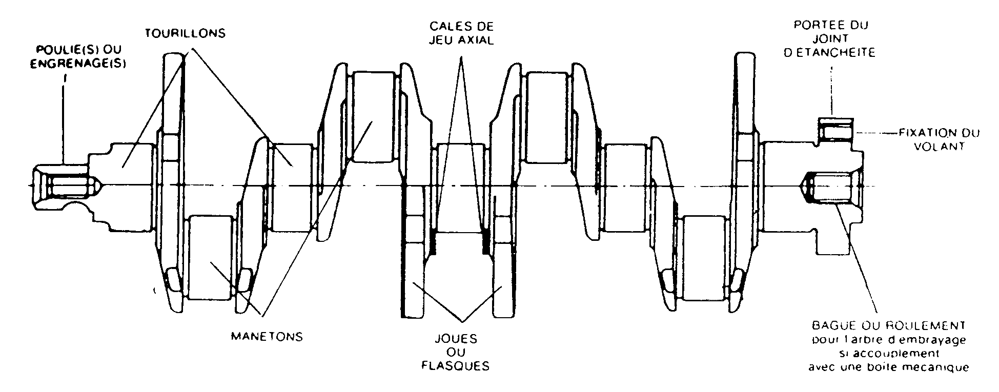 TOURILLONS
POULIE(S) OU
ENGRENAGE(S)
CALES DE
JEU AXIAL
PORTEE DU
JOINT
D ETANCHEITE
FIXATION DU
VOLANT
MANETONS
JOUES
OU
FLASQUES
BAGUE OU ROULEMENT
pour l arbre d embrayage
si accouplement
avec une boite mecanique